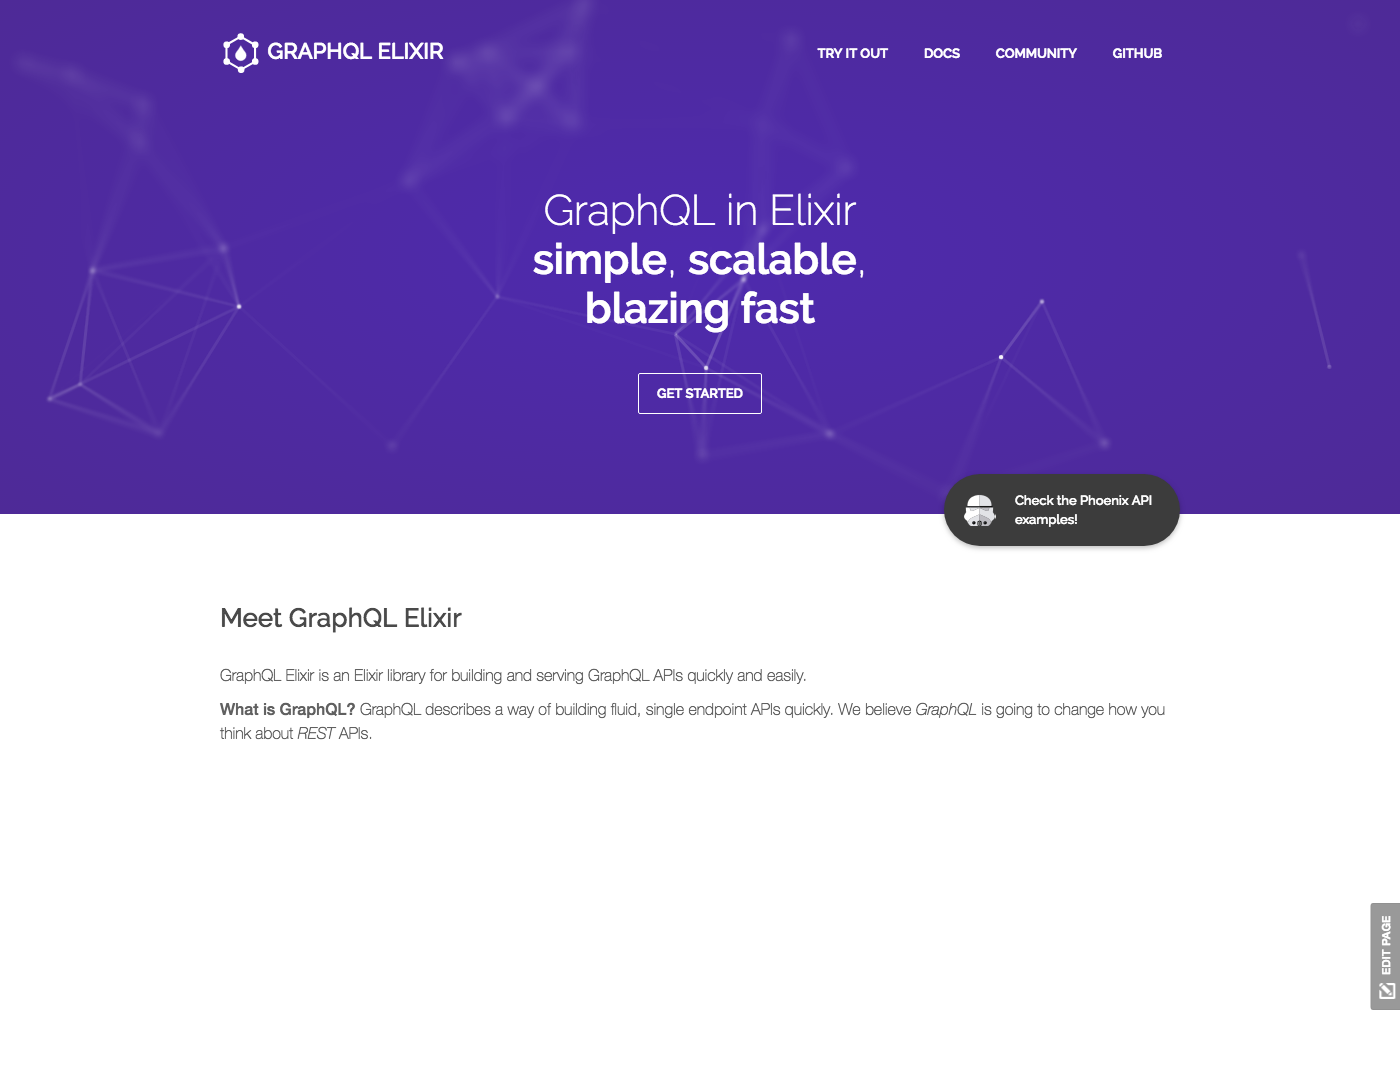 GRAPHQL ELIXIR
TRY IT OUT DOCS COMMUNITY GITHUB
GraphQL in Elixir
simple, scalable,
blazing fast
GET STARTED
Check the Phoenix API
examples!
Meet GraphQL Elixir
GraphQL Elixir is an Elixir library for building and serving GraphQL APIs quickly and easily.
What is GraphQL? GraphQL describes a way of building fluid, single endpoint APIs quickly. We believe GraphQL is going to change how you
think about REST APIs.
EDIT PAGE